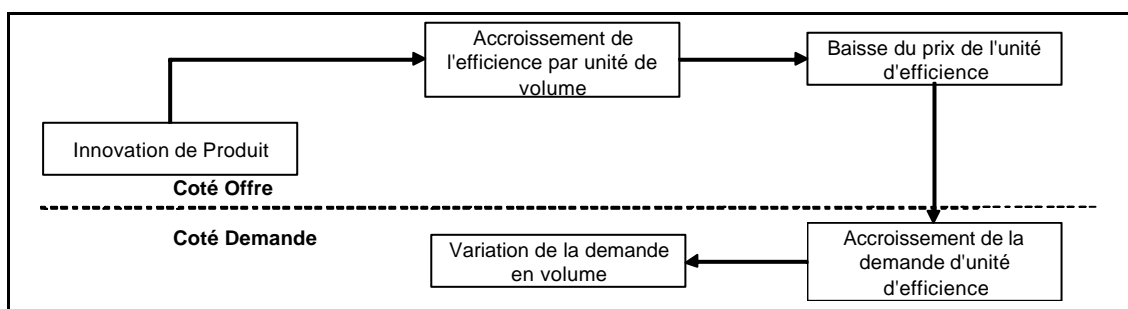 Accroissement de
l'efficience par unité de
volume
Baisse du prix de l'unité
d'efficience
Innovation de Produit
Coté Offre
Coté Demande
Variation de la demande
en volume
Accroissement de la
demande d'unité
d'efficience